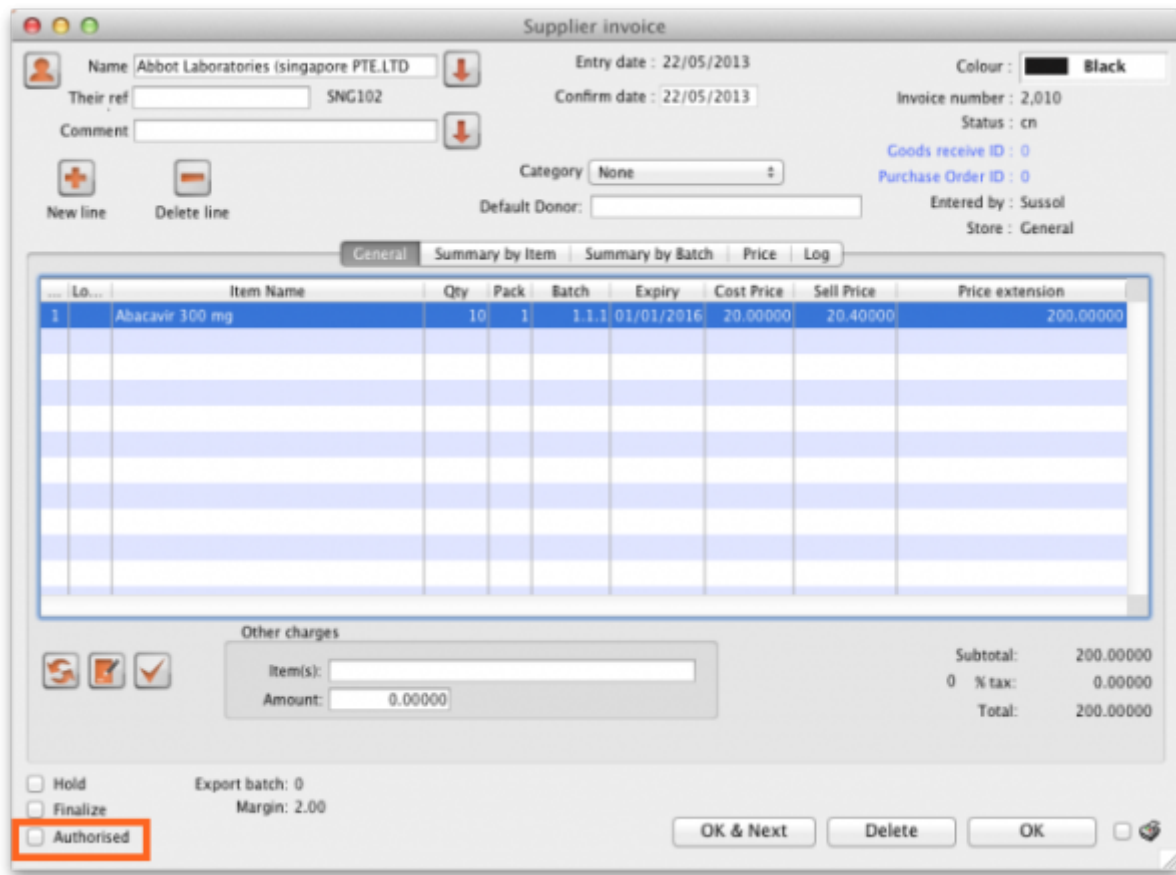 Supplier invoice
Name Abbot Laboratories (singapore PTE.LTD Entry date : 22/05/2013 Colour : Black
Their ref SNG102 Confirm date : 22/05/2013 Invoice number : 2,010
Comment Status : cn
Goods receive ID : 0
Category None Purchase Order ID : 0
New line Delete line Default Donor: Entered by : Sussol
Store : General
General Summary by Item Summary by Batch Price Log
... Lo... Item Name Qty Pack Batch Expiry Cost Price Sell Price Price extension
1 Abacavir 300 mg 10 1 1.1.1 01/01/2016 20.00000 20.40000 200.00000
Other charges
Item(s): Subtotal: 200.00000
Amount: 0.00000 0 % tax: 0.00000
Total: 200.00000
Hold Export batch: 0
Finalize Margin: 2.00
Authorised OK & Next Delete OK